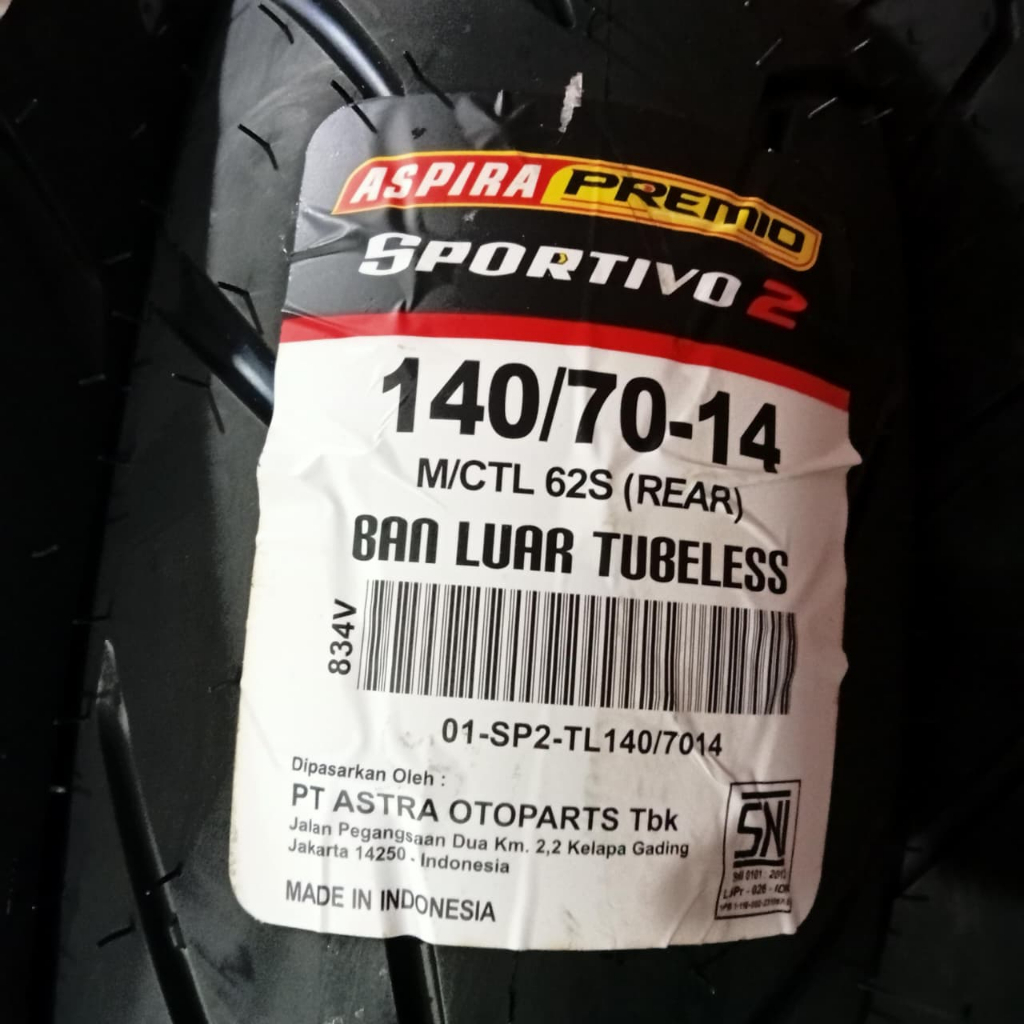 ASPIRA PREMIO
SPORTIVO 2
140/70-14
M/CTL 62S (REAR)
BAN LUAR TUBELESS
834V
01-SP2-TL140/7014
Dipasarkan Oleh :
PT ASTRA OTOPARTS Tbk
Jalan Pegangsaan Dua Km. 2,2 Kelapa Gading
Jakarta 14250 - Indonesia
MADE IN INDONESIA
SNI